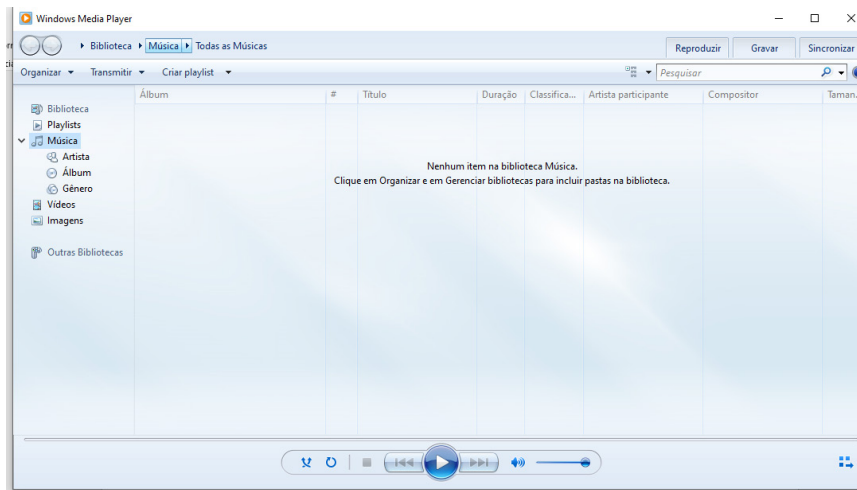 Windows Media Player
Biblioteca Música Todas as Músicas
Reproduzir Gravar Sincronizar
Organizar Transmitir Criar playlist Pesquisar
Álbum # Título Duração Classifica... Artista participante Compositor Taman...
Biblioteca
Playlists
Música
Artista
Álbum
Gênero
Vídeos
Imagens
Outras Bibliotecas
Nenhum item na biblioteca Música.
Clique em Organizar e em Gerenciar bibliotecas para incluir pastas na biblioteca.